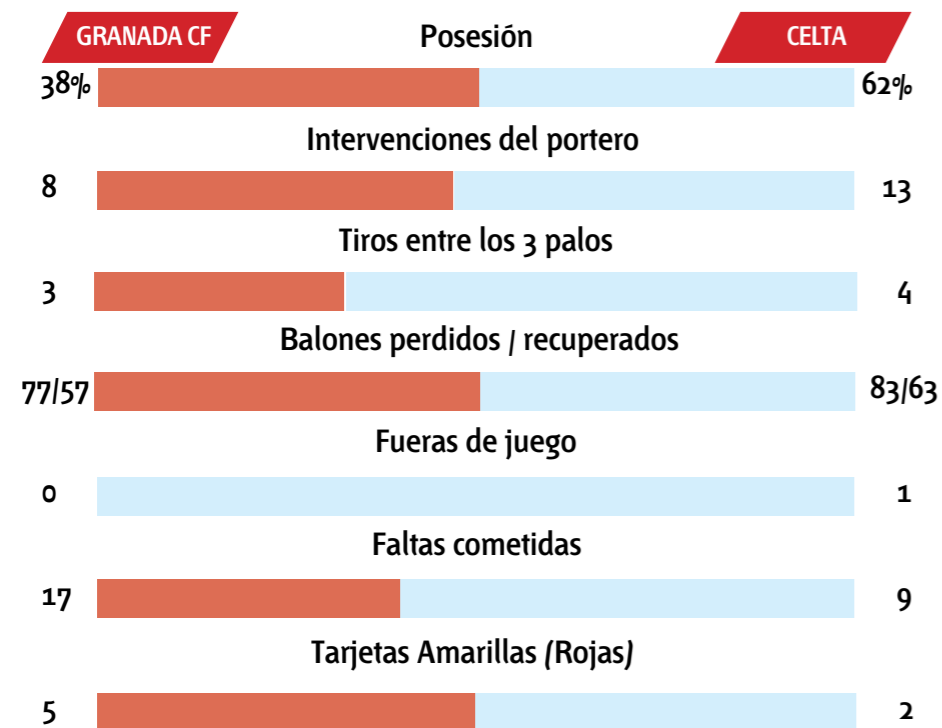 GRANADA CF Posesión CELTA
38% 62%
Intervenciones del portero
8 13
Tiros entre los 3 palos
3 4
Balones perdidos / recuperados
77/57 83/63
Fueras de juego
0 1
Faltas cometidas
17 9
Tarjetas Amarillas (Rojas)
5 2